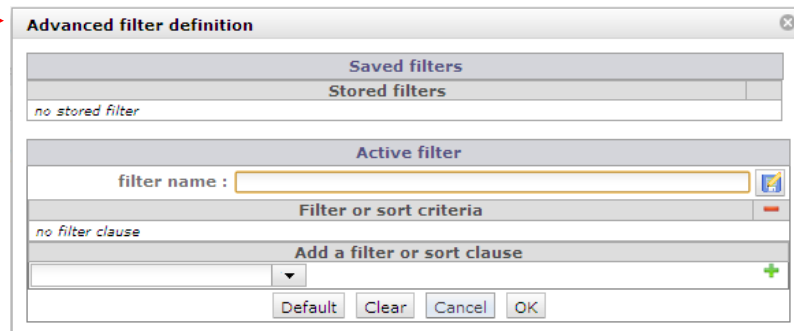 Advanced filter definition
Saved filters
Stored filters
no stored filter
Active filter
filter name :
Filter or sort criteria
no filter clause
Add a filter or sort clause
Default Clear Cancel OK